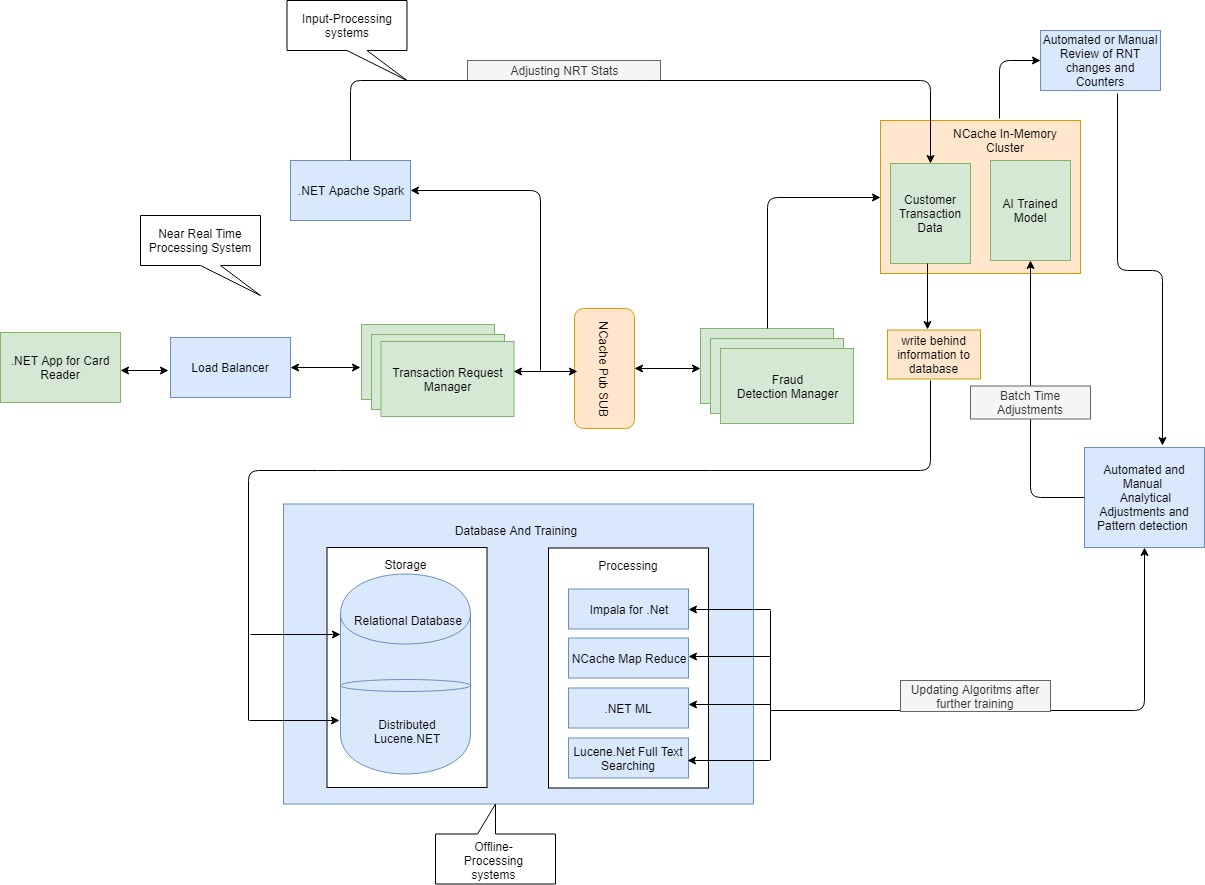 Input-Processing
systems
Adjusting NRT Stats
Automated or Manual
Review of RNT
changes and
Counters
NCache In-Memory
Cluster
.NET Apache Spark
Customer
Transaction
Data
AI Trained
Model
Near Real Time
Processing System
.NET App for Card
Reader
Load Balancer
Transaction Request
Manager
NCache Pub SUB
Fraud
Detection Manager
write behind
information to
database
Batch Time
Adjustments
Automated and
Manual
Analytical
Adjustments and
Pattern detection
Database And Training
Storage
Relational Database
Distributed
Lucene.NET
Processing
Impala for .Net
NCache Map Reduce
.NET ML
Lucene.Net Full Text
Searching
Updating Algoritms after
further training
Offline-
Processing
systems